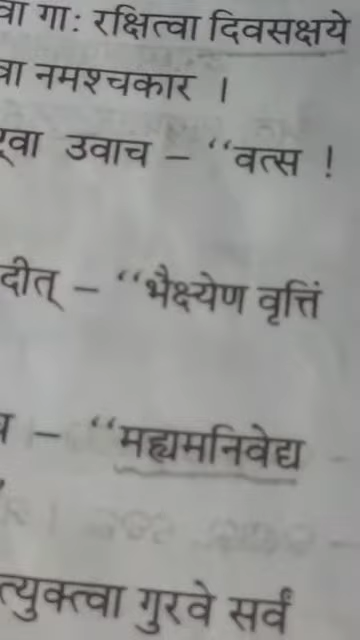 गाः रक्षित्वा दिवसक्षये
नमश्चकार ।
उवाच – “वत्स !
– “भैक्ष्येण वृत्तिं
– “मह्यमनिवेद्य
गुरवे सर्वं